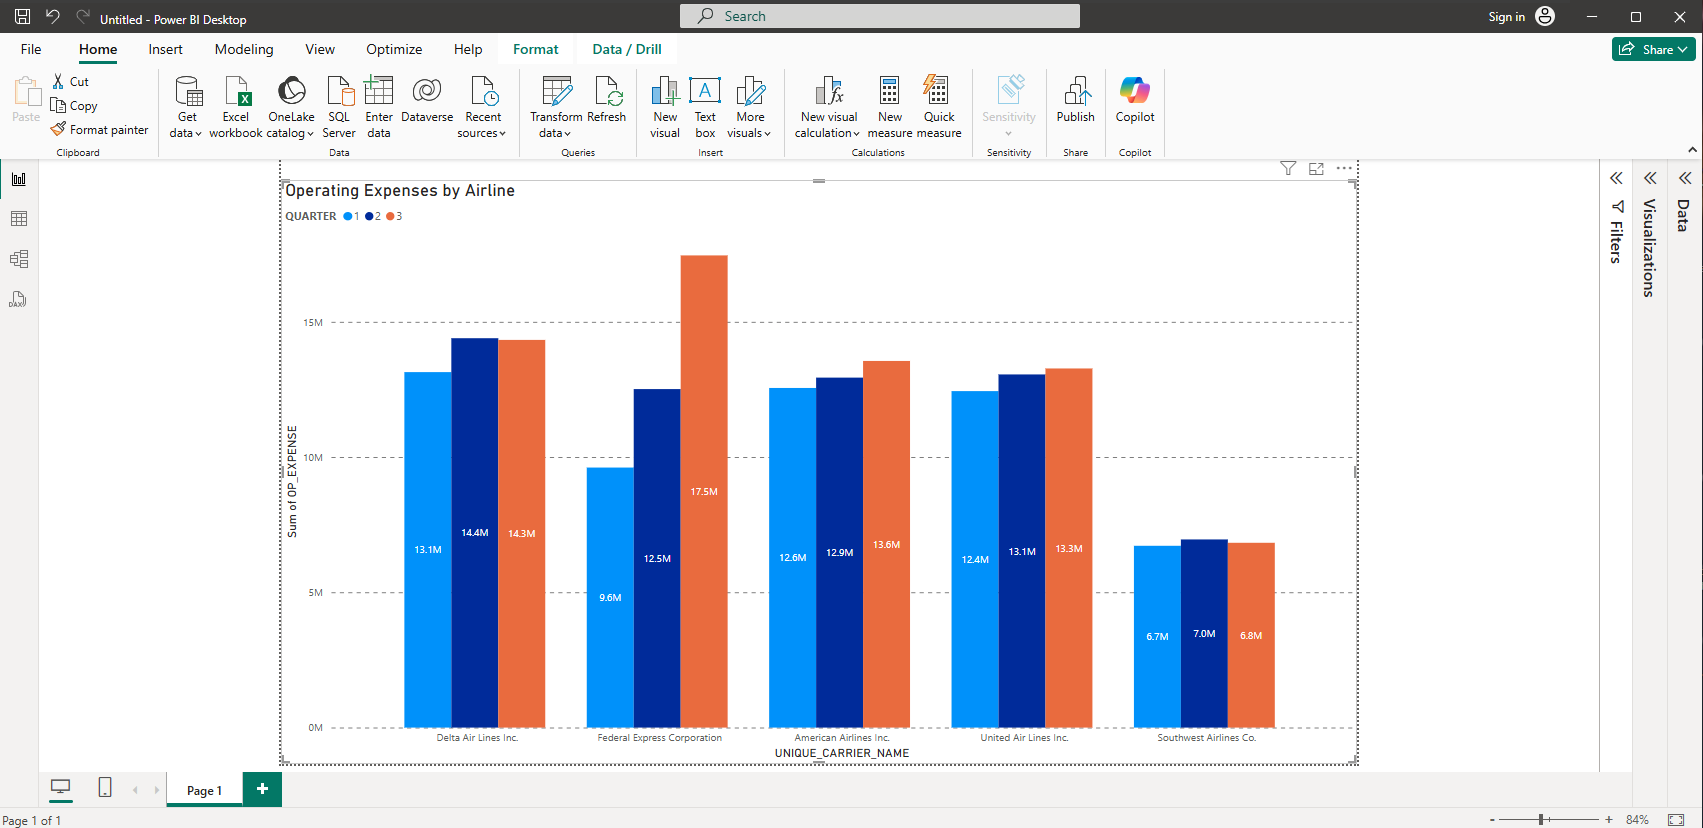 Untitled - Power BI Desktop
Search
Sign in
File
Home
Insert
Modeling
View
Optimize
Help
Format
Data / Drill
Share
Paste
Cut
Copy
Format painter
Get data
Excel workbook
OneLake catalog
SQL Server
Enter data
Dataverse
Recent sources
Transform data
Refresh
New visual
Text box
More visuals
New visual calculation
New measure
Quick measure
Sensitivity
Publish
Copilot
Clipboard
Data
Queries
Insert
Calculations
Sensitivity
Share
Copilot
Operating Expenses by Airline
QUARTER 1 2 3
15M
10M
5M
0M
Sum of OP_EXPENSE
13.1M
14.4M
14.3M
9.6M
12.5M
17.5M
12.6M
12.9M
13.6M
12.4M
13.1M
13.3M
6.7M
7.0M
6.8M
Delta Air Lines Inc.
Federal Express Corporation
American Airlines Inc.
United Air Lines Inc.
Southwest Airlines Co.
UNIQUE_CARRIER_NAME
Filters
Visualizations
Data
DAX
Page 1
Page 1 of 1
84%